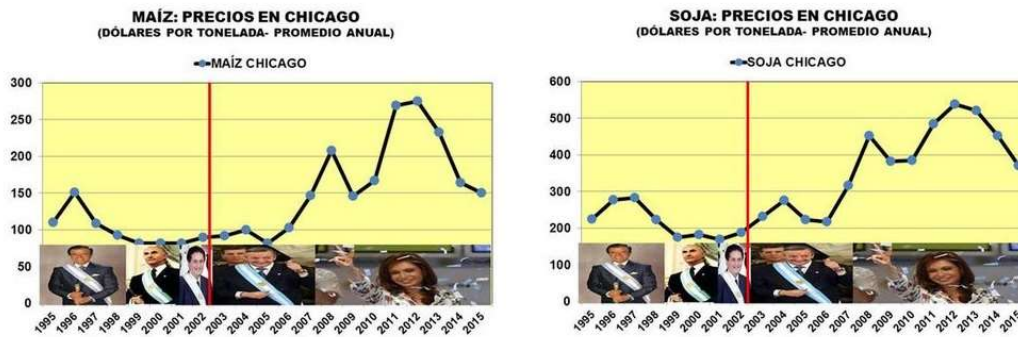 MAÍZ: PRECIOS EN CHICAGO
(DÓLARES POR TONELADA- PROMEDIO ANUAL)
MAÍZ CHICAGO
300
250
200
150
100
50
0
1995 1996 1997 1998 1999 2000 2001 2002 2003 2004 2005 2006 2007 2008 2009 2010 2011 2012 2013 2014 2015
SOJA: PRECIOS EN CHICAGO
(DÓLARES POR TONELADA- PROMEDIO ANUAL)
SOJA CHICAGO
600
500
400
300
200
100
0
1995 1996 1997 1998 1999 2000 2001 2002 2003 2004 2005 2006 2007 2008 2009 2010 2011 2012 2013 2014 2015